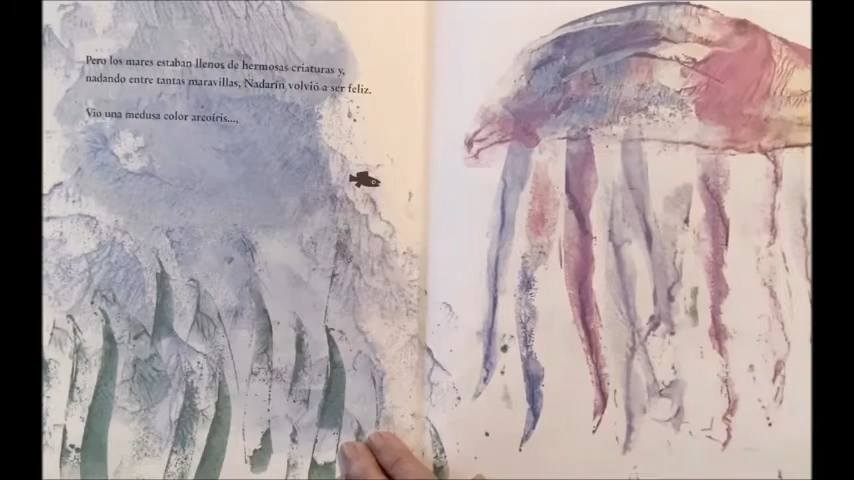 Pero los mares estaban llenos de hermosas criaturas y,
nadando entre tantas maravillas, Nadarín volvió a ser feliz.
Vio una medusa color arcoíris...,